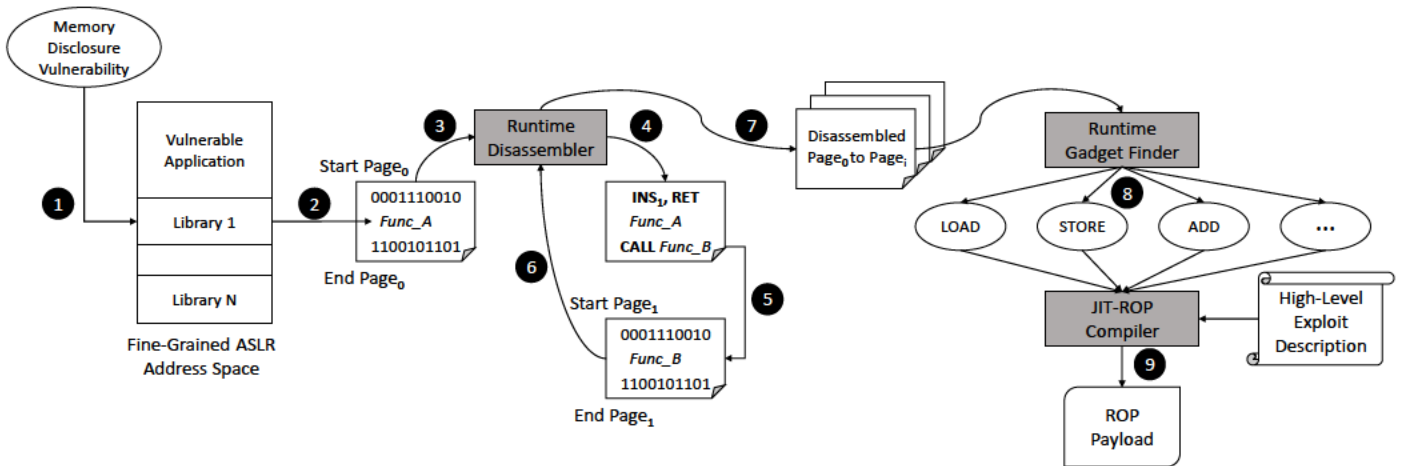 Memory
Disclosure
Vulnerability
1
Vulnerable
Application
Library 1
Library N
Fine-Grained ASLR
Address Space
2
Start Page0
0001110010
Func_A
1100101101
End Page0
3
Runtime
Disassembler
4
INS1, RET
Func_A
CALL Func_B
5
Start Page1
0001110010
Func_B
1100101101
End Page1
6
7
Disassembled
Page0 to Pagei
Runtime
Gadget Finder
8
LOAD
STORE
ADD
...
JIT-ROP
Compiler
High-Level
Exploit
Description
9
ROP
Payload